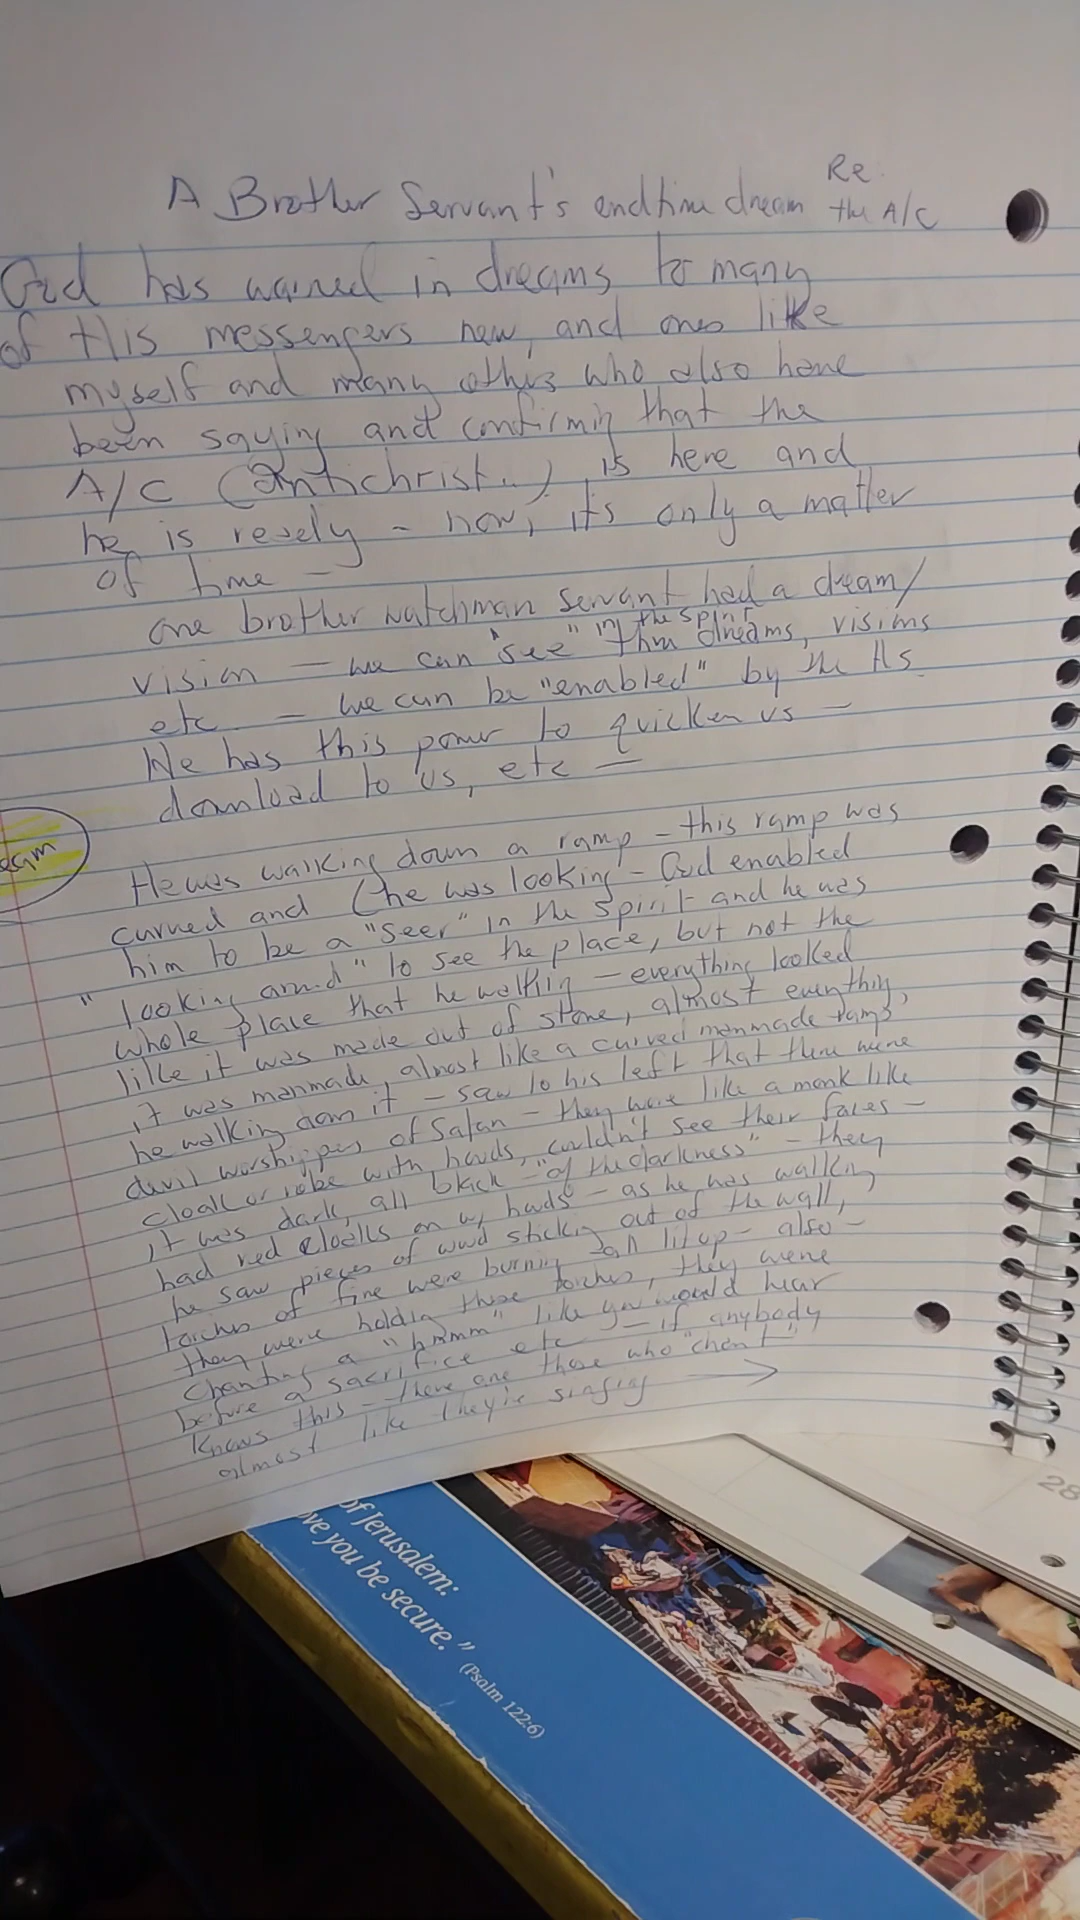 Re.
A Brother Servant's endtime dream the A/C
God has warned in dreams to many
of His messengers now, and ones like
myself and many others who also have
been saying and confirming that the
A/C (Antichrist..) is here and
he is ready - now, it's only a matter
of time -
one brother watchman servant had a dream/
vision - we can "see" in the spirit thru dreams, visions
etc - we can be "enabled" by the HS.
He has this power to quicken us -
download to us, etc -
He was walking down a ramp - this ramp was
curved and (he was looking - God enabled
him to be a "seer" in the spirit and he was
"looking around" to see the place, but not the
whole place that he walking - everything looked
like it was made out of stone, almost everything,
it was manmade, almost like a curved manmade ramp
he walking down it - saw to his left that there were
devil worshippers of Satan - they were like a monk like
cloak or robe with hoods, couldn't see their faces -
it was dark, all black - "of the darkness" - they
had red cloaks on w/ hoods - as he was walking
he saw pieces of wood sticking out of the wall,
torches of fire were burning all lit up - also -
they were holding these torches, they were
chanting a "hmmm" like you would hear
before a sacrifice etc - if anybody
knows this - there are those who "chant"
almost like they're singing →
of Jerusalem:
ove you be secure."
(Psalm 122:6)
28